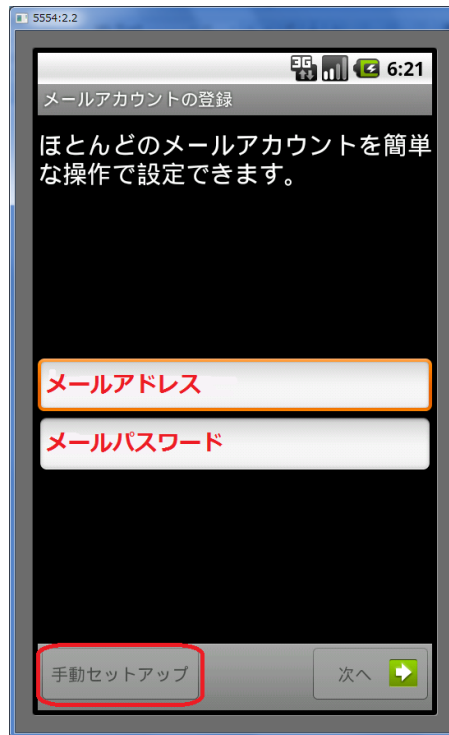 5554:2.2
3G
6:21
メールアカウントの登録
ほとんどのメールアカウントを簡単
な操作で設定できます。
メールアドレス
メールパスワード
手動セットアップ
次へ